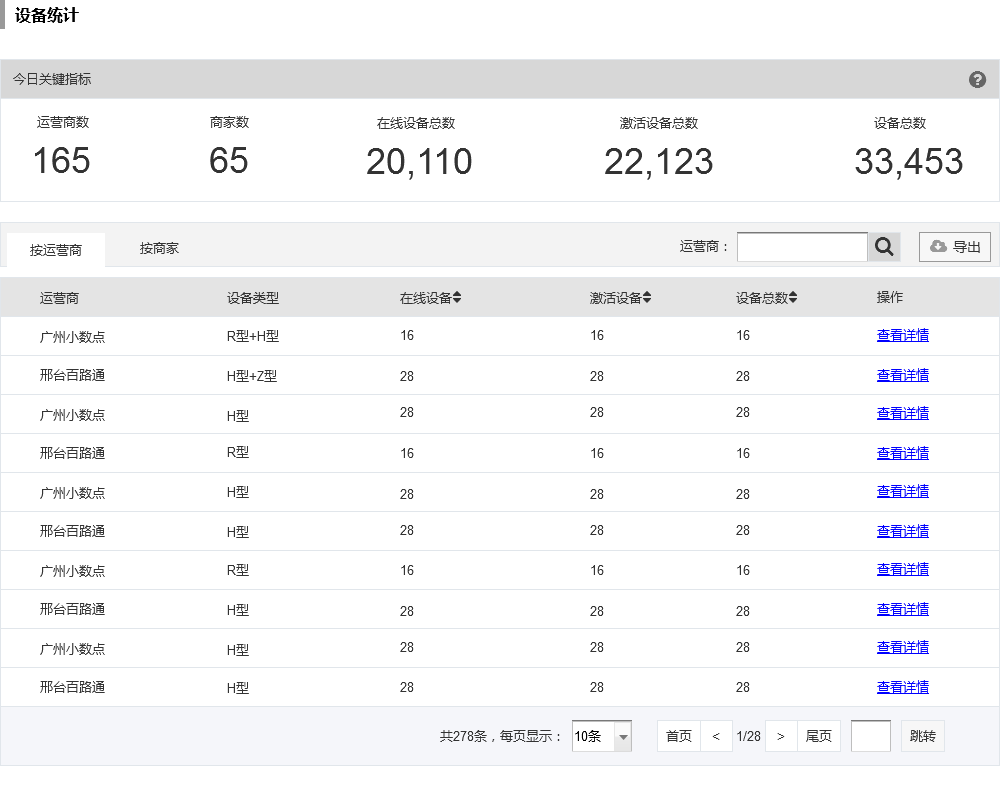 设备统计
今日关键指标
运营商数 商家数 在线设备总数 激活设备总数 设备总数
165 65 20,110 22,123 33,453
按运营商 按商家 运营商： 导出
运营商 设备类型 在线设备 激活设备 设备总数 操作
广州小数点 R型+H型 16 16 16 查看详情
邢台百路通 H型+Z型 28 28 28 查看详情
广州小数点 H型 28 28 28 查看详情
邢台百路通 R型 16 16 16 查看详情
广州小数点 H型 28 28 28 查看详情
邢台百路通 H型 28 28 28 查看详情
广州小数点 R型 16 16 16 查看详情
邢台百路通 H型 28 28 28 查看详情
广州小数点 H型 28 28 28 查看详情
邢台百路通 H型 28 28 28 查看详情
共278条，每页显示： 10条 首页 < 1/28 > 尾页 跳转